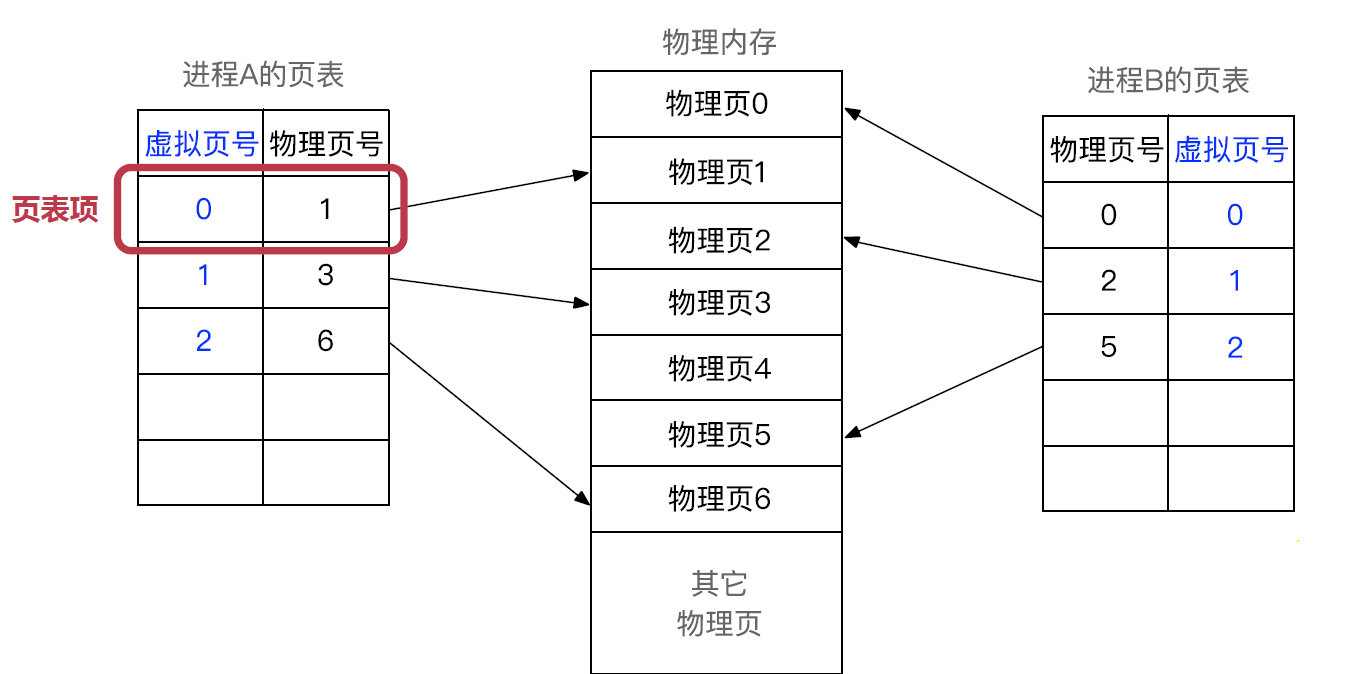 物理内存
进程A的页表
进程B的页表
虚拟页号 物理页号
页表项
0 1
1 3
2 6
物理页0
物理页1
物理页2
物理页3
物理页4
物理页5
物理页6
其它
物理页
物理页号 虚拟页号
0 0
2 1
5 2